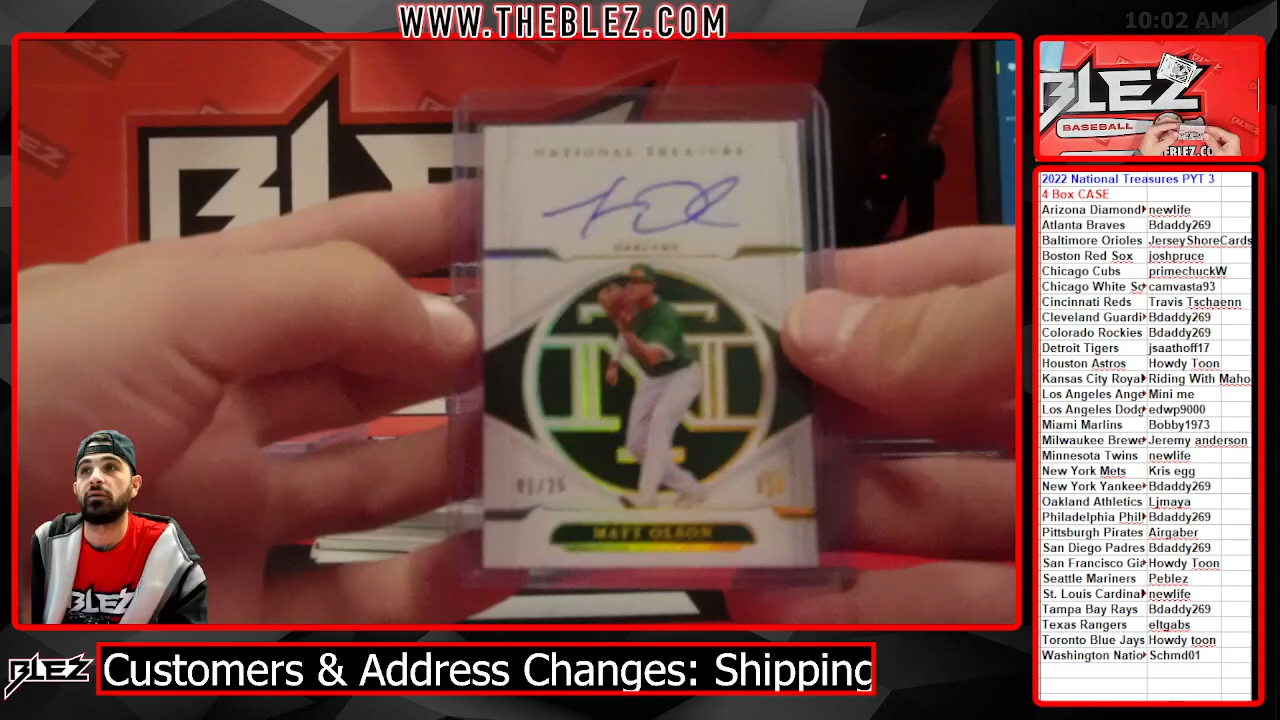 WWW.THEBLEZ.COM
10:02 AM
BLEZ
BLEZ
BASEBALL
NATIONAL TREASURES
OAKLAND
01/25
MATT OLSON
BLEZ
2022 National Treasures PYT 3
4 Box CASE
Arizona Diamond newlife
Atlanta Braves Bdaddy269
Baltimore Orioles JerseyShoreCards
Boston Red Sox joshpruce
Chicago Cubs primechuckW
Chicago White So camvasta93
Cincinnati Reds Travis Tschaenn
Cleveland Guardi Bdaddy269
Colorado Rockies Bdaddy269
Detroit Tigers jsaathoff17
Houston Astros Howdy Toon
Kansas City Roya Riding With Maho
Los Angeles Ange Mini me
Los Angeles Dodg edwp9000
Miami Marlins Bobby1973
Milwaukee Brewe Jeremy anderson
Minnesota Twins newlife
New York Mets Kris egg
New York Yankee Bdaddy269
Oakland Athletics Ljmaya
Philadelphia Phil Bdaddy269
Pittsburgh Pirates Airgaber
San Diego Padres Bdaddy269
San Francisco Gia Howdy Toon
Seattle Mariners Peblez
St. Louis Cardina newlife
Tampa Bay Rays Bdaddy269
Texas Rangers eltgabs
Toronto Blue Jays Howdy toon
Washington Natio Schmd01
BLEZ Customers & Address Changes: Shipping